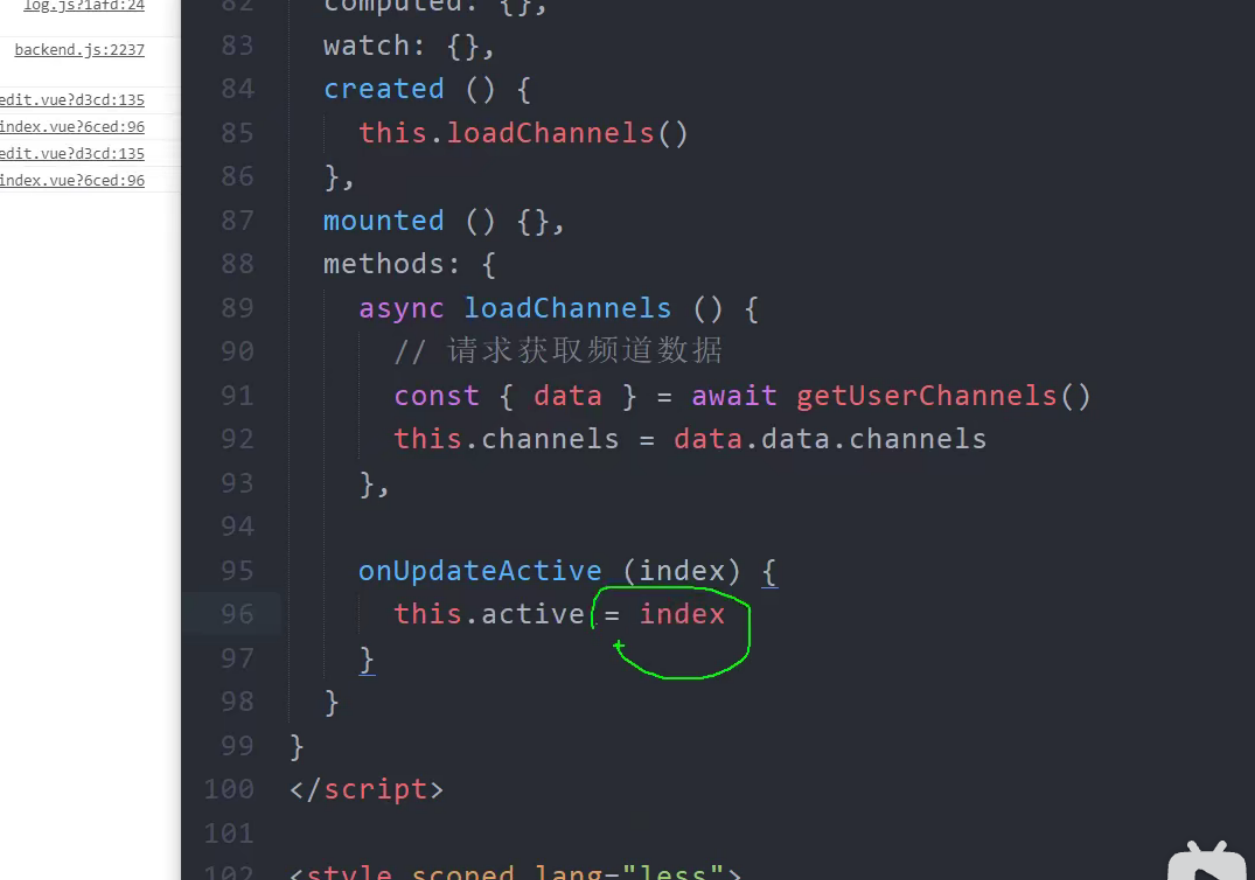 log.js?1afd:24
backend.js:2237
edit.vue?d3cd:135
index.vue?6ced:96
edit.vue?d3cd:135
index.vue?6ced:96
82 computed: {},
83 watch: {},
84 created () {
85 this.loadChannels()
86 },
87 mounted () {},
88 methods: {
89 async loadChannels () {
90 // 请求获取频道数据
91 const { data } = await getUserChannels()
92 this.channels = data.data.channels
93 },
94
95 onUpdateActive (index) {
96 this.active = index
97 }
98 }
99 }
100 </script>
101
102 <style scoped lang="less">